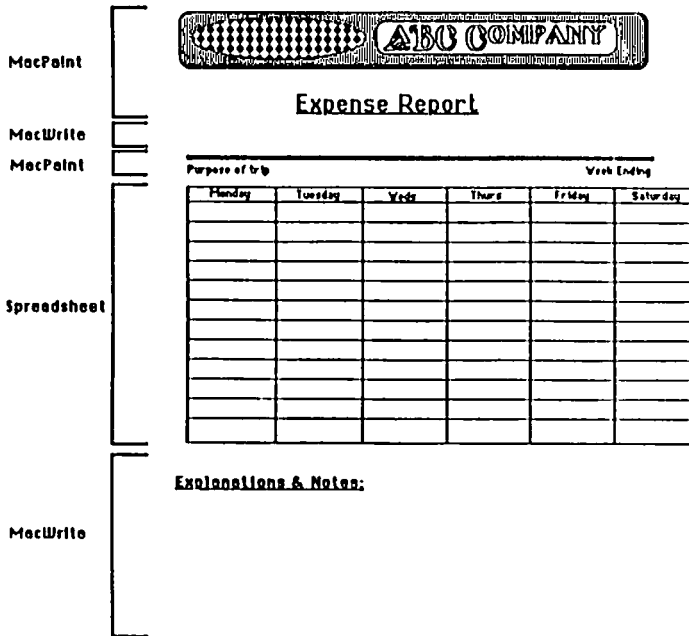 ABC COMPANY
MacPaint
Expense Report
MacWrite
MacPaint
Purpose of trip Week Ending
Monday Tuesday Weds Thurs Friday Saturday
Spreadsheet
Explanations & Notes:
MacWrite